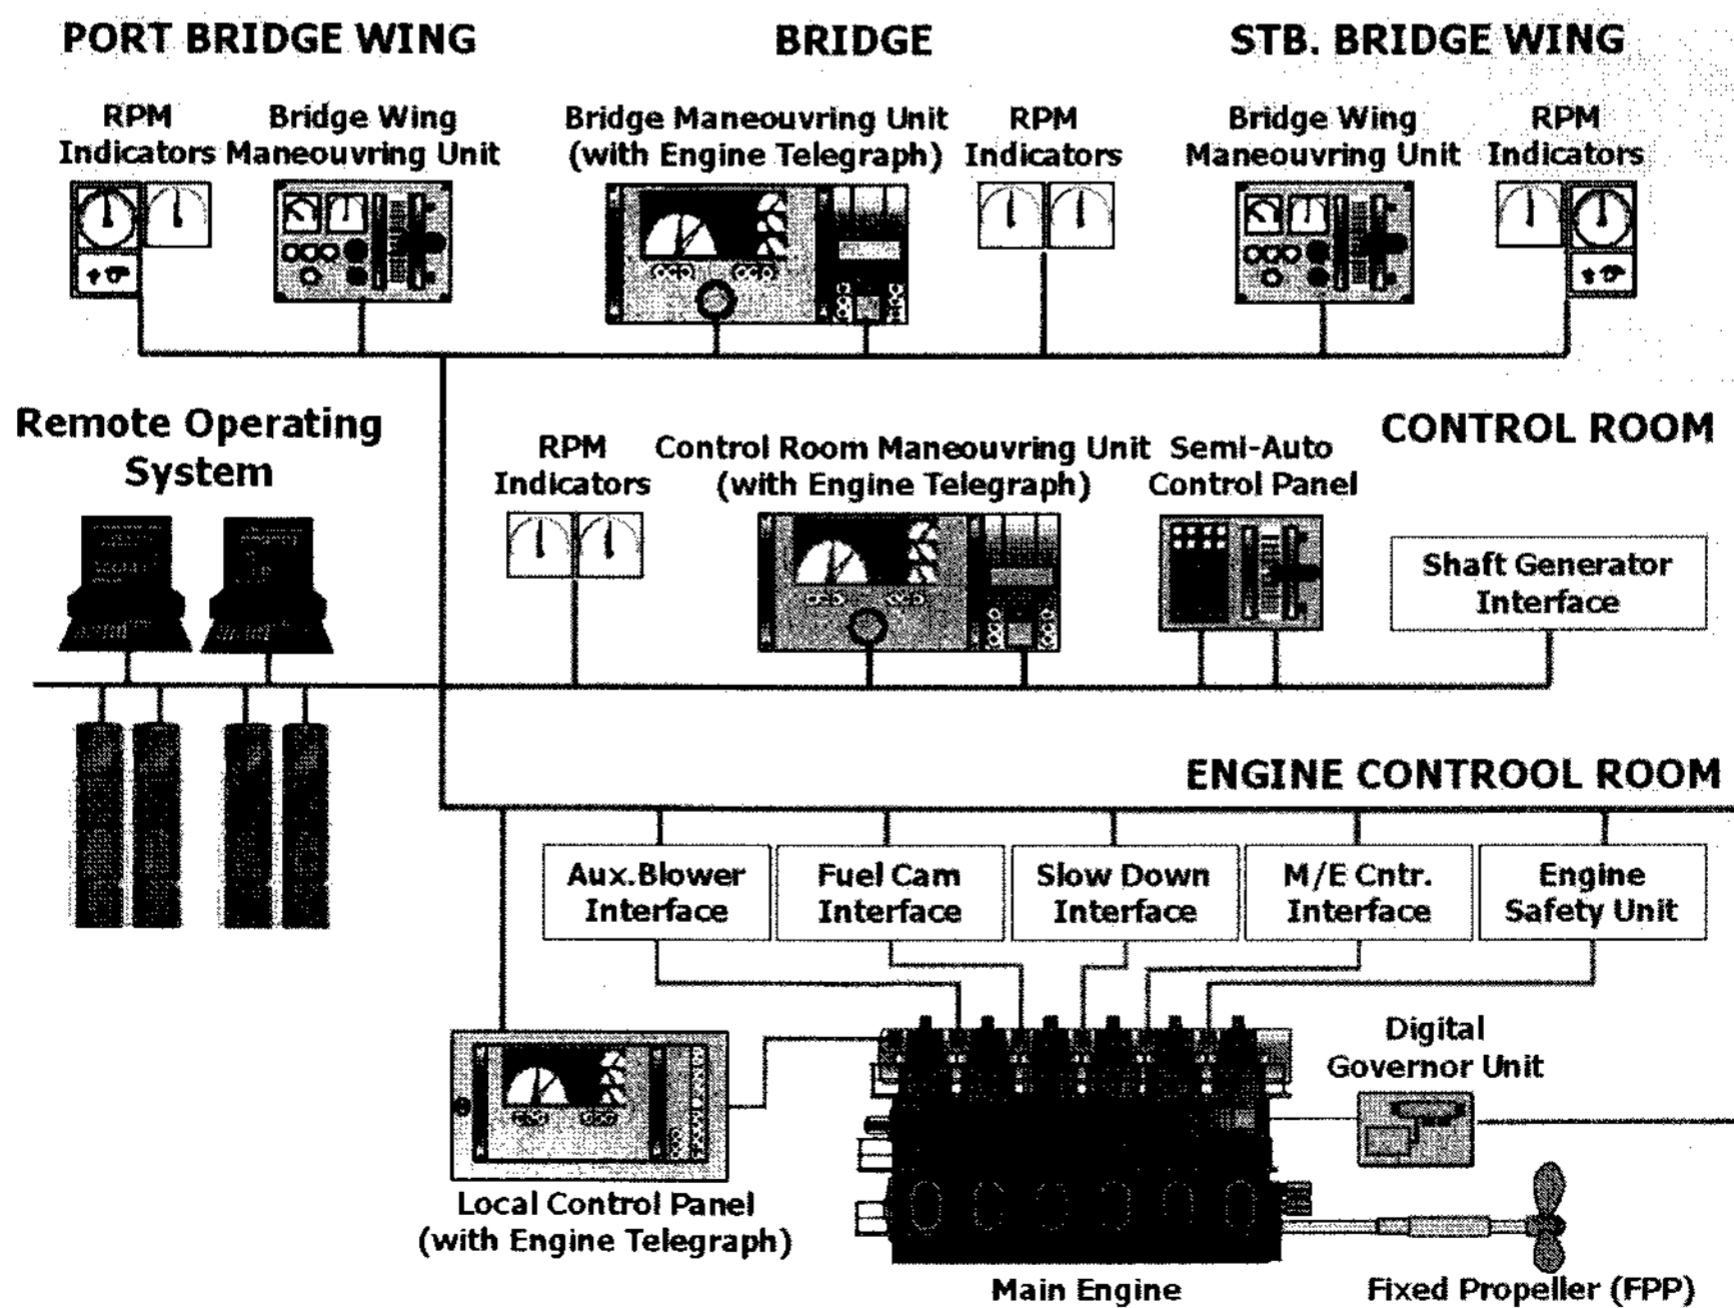 PORT BRIDGE WING
BRIDGE
STB. BRIDGE WING
RPM
Indicators
Bridge Wing
Maneouvring Unit
Bridge Maneouvring Unit
(with Engine Telegraph)
RPM
Indicators
Bridge Wing
Maneouvring Unit
RPM
Indicators
Remote Operating
System
CONTROL ROOM
RPM
Indicators
Control Room Maneouvring Unit
(with Engine Telegraph)
Semi-Auto
Control Panel
Shaft Generator
Interface
ENGINE CONTROOL ROOM
Aux.Blower
Interface
Fuel Cam
Interface
Slow Down
Interface
M/E Cntr.
Interface
Engine
Safety Unit
Digital
Governor Unit
Local Control Panel
(with Engine Telegraph)
Main Engine
Fixed Propeller (FPP)